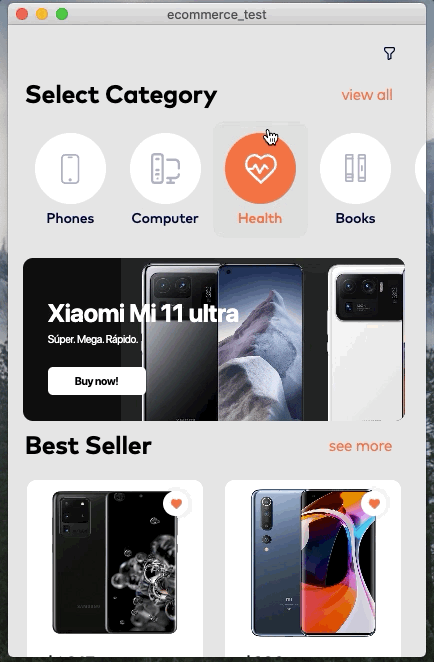 ecommerce_test
Select Category
view all
Phones
Computer
Health
Books
Xiaomi Mi 11 ultra
Súper. Mega. Rápido.
Buy now!
Best Seller
see more